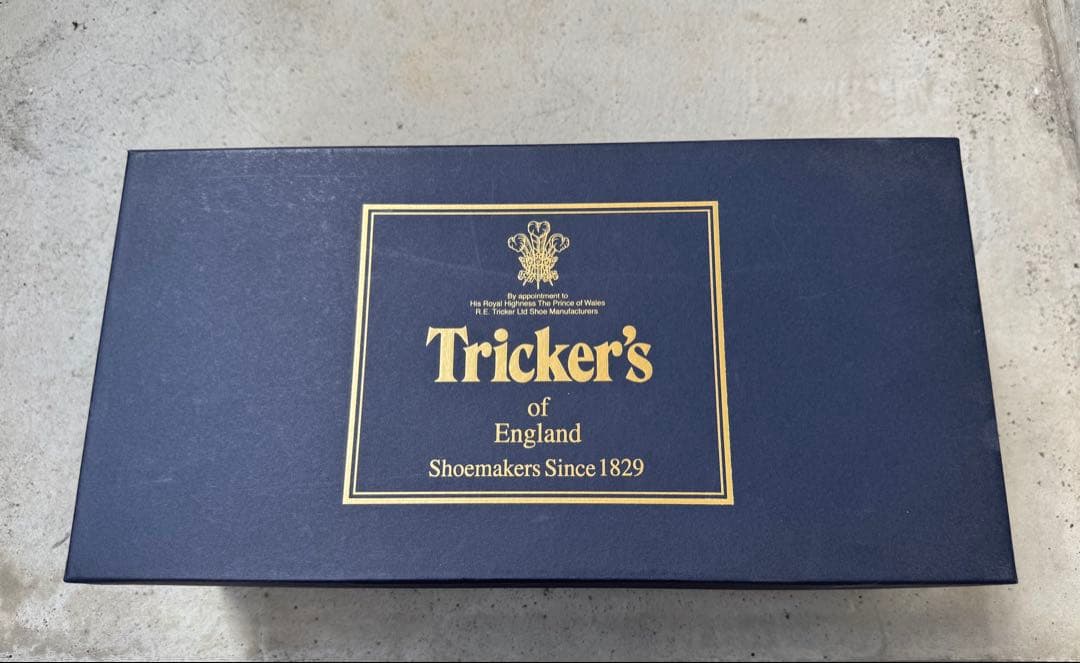 By appointment to
His Royal Highness The Prince of Wales
R.E. Tricker Ltd Shoe Manufacturers
Tricker's
of
England
Shoemakers Since 1829